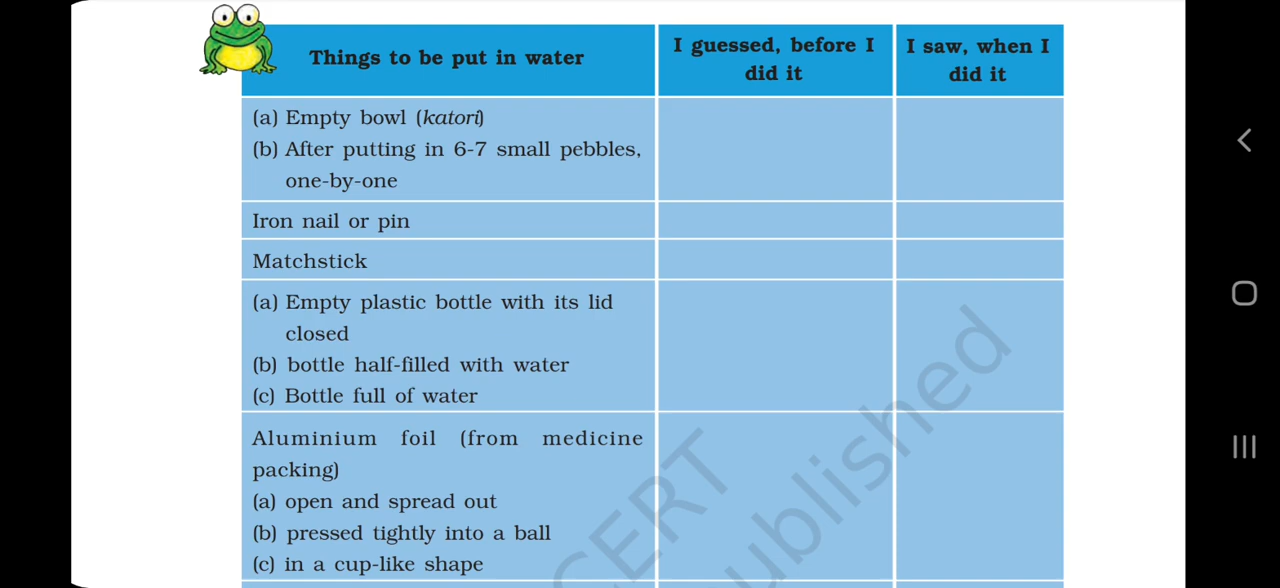 Things to be put in water
I guessed, before I
did it
I saw, when I
did it
(a) Empty bowl (katori)
(b) After putting in 6-7 small pebbles,
one-by-one
Iron nail or pin
Matchstick
(a) Empty plastic bottle with its lid
closed
(b) bottle half-filled with water
(c) Bottle full of water
Aluminium foil (from medicine
packing)
(a) open and spread out
(b) pressed tightly into a ball
(c) in a cup-like shape
CERT
ublished